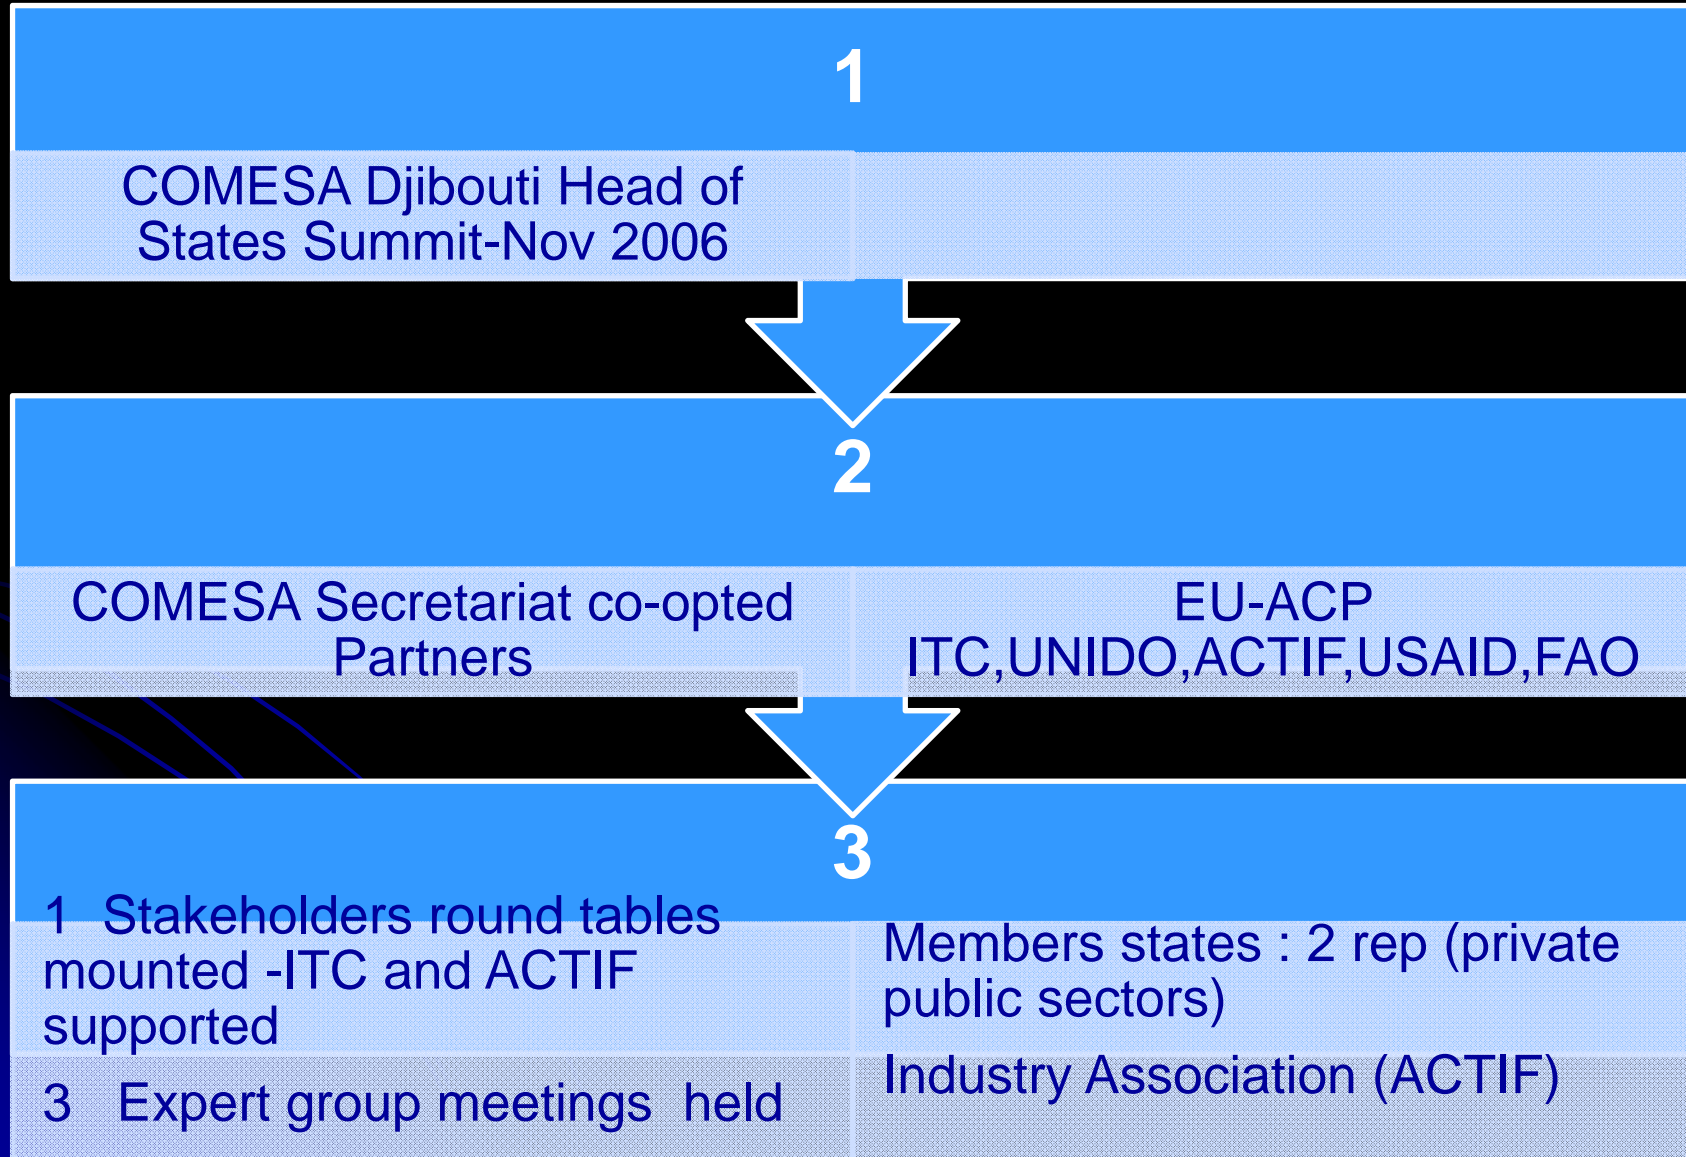 1
COMESA Djibouti Head of
States Summit-Nov 2006
2
COMESA Secretariat co-opted
Partners
EU-ACP
ITC,UNIDO,ACTIF,USAID,FAO
3
1 Stakeholders round tables
mounted -ITC and ACTIF
supported
3 Expert group meetings held
Members states : 2 rep (private
public sectors)
Industry Association (ACTIF)